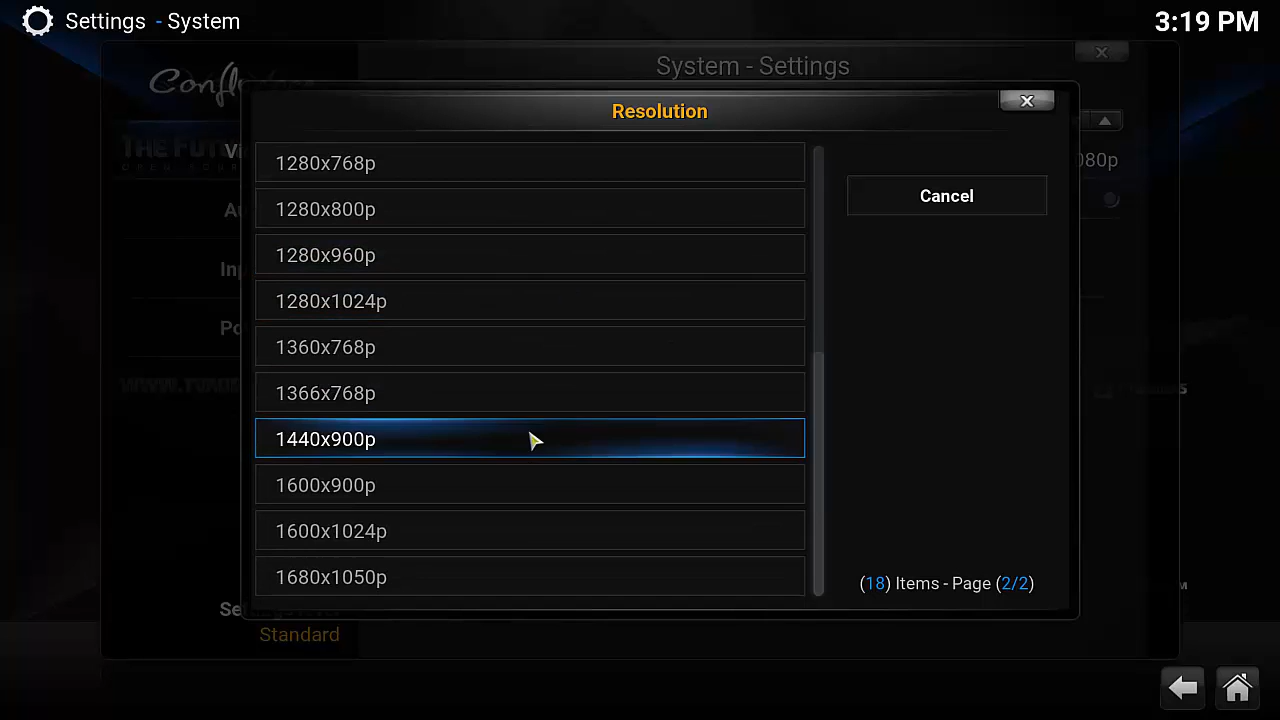 Settings - System
3:19 PM
System - Settings
Resolution
1280x768p
1280x800p
1280x960p
1280x1024p
1360x768p
1366x768p
1440x900p
1600x900p
1600x1024p
1680x1050p
Cancel
(18) Items - Page (2/2)
080p
Standard